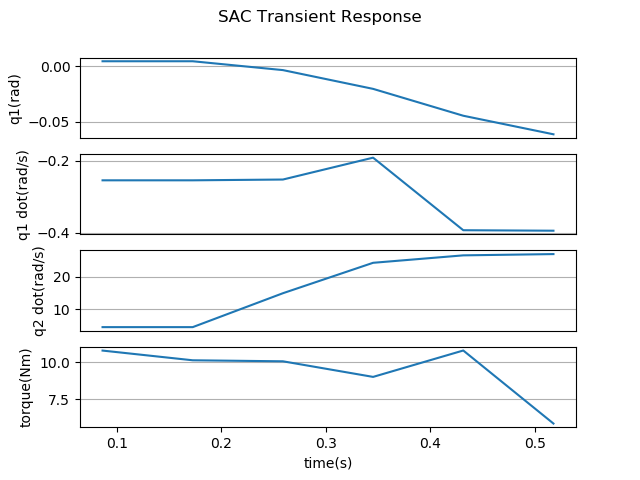 SAC Transient Response
q1(rad)
0.00
−0.05
q1 dot(rad/s)
−0.2
−0.4
q2 dot(rad/s)
20
10
torque(Nm)
10.0
7.5
0.1 0.2 0.3 0.4 0.5
time(s)